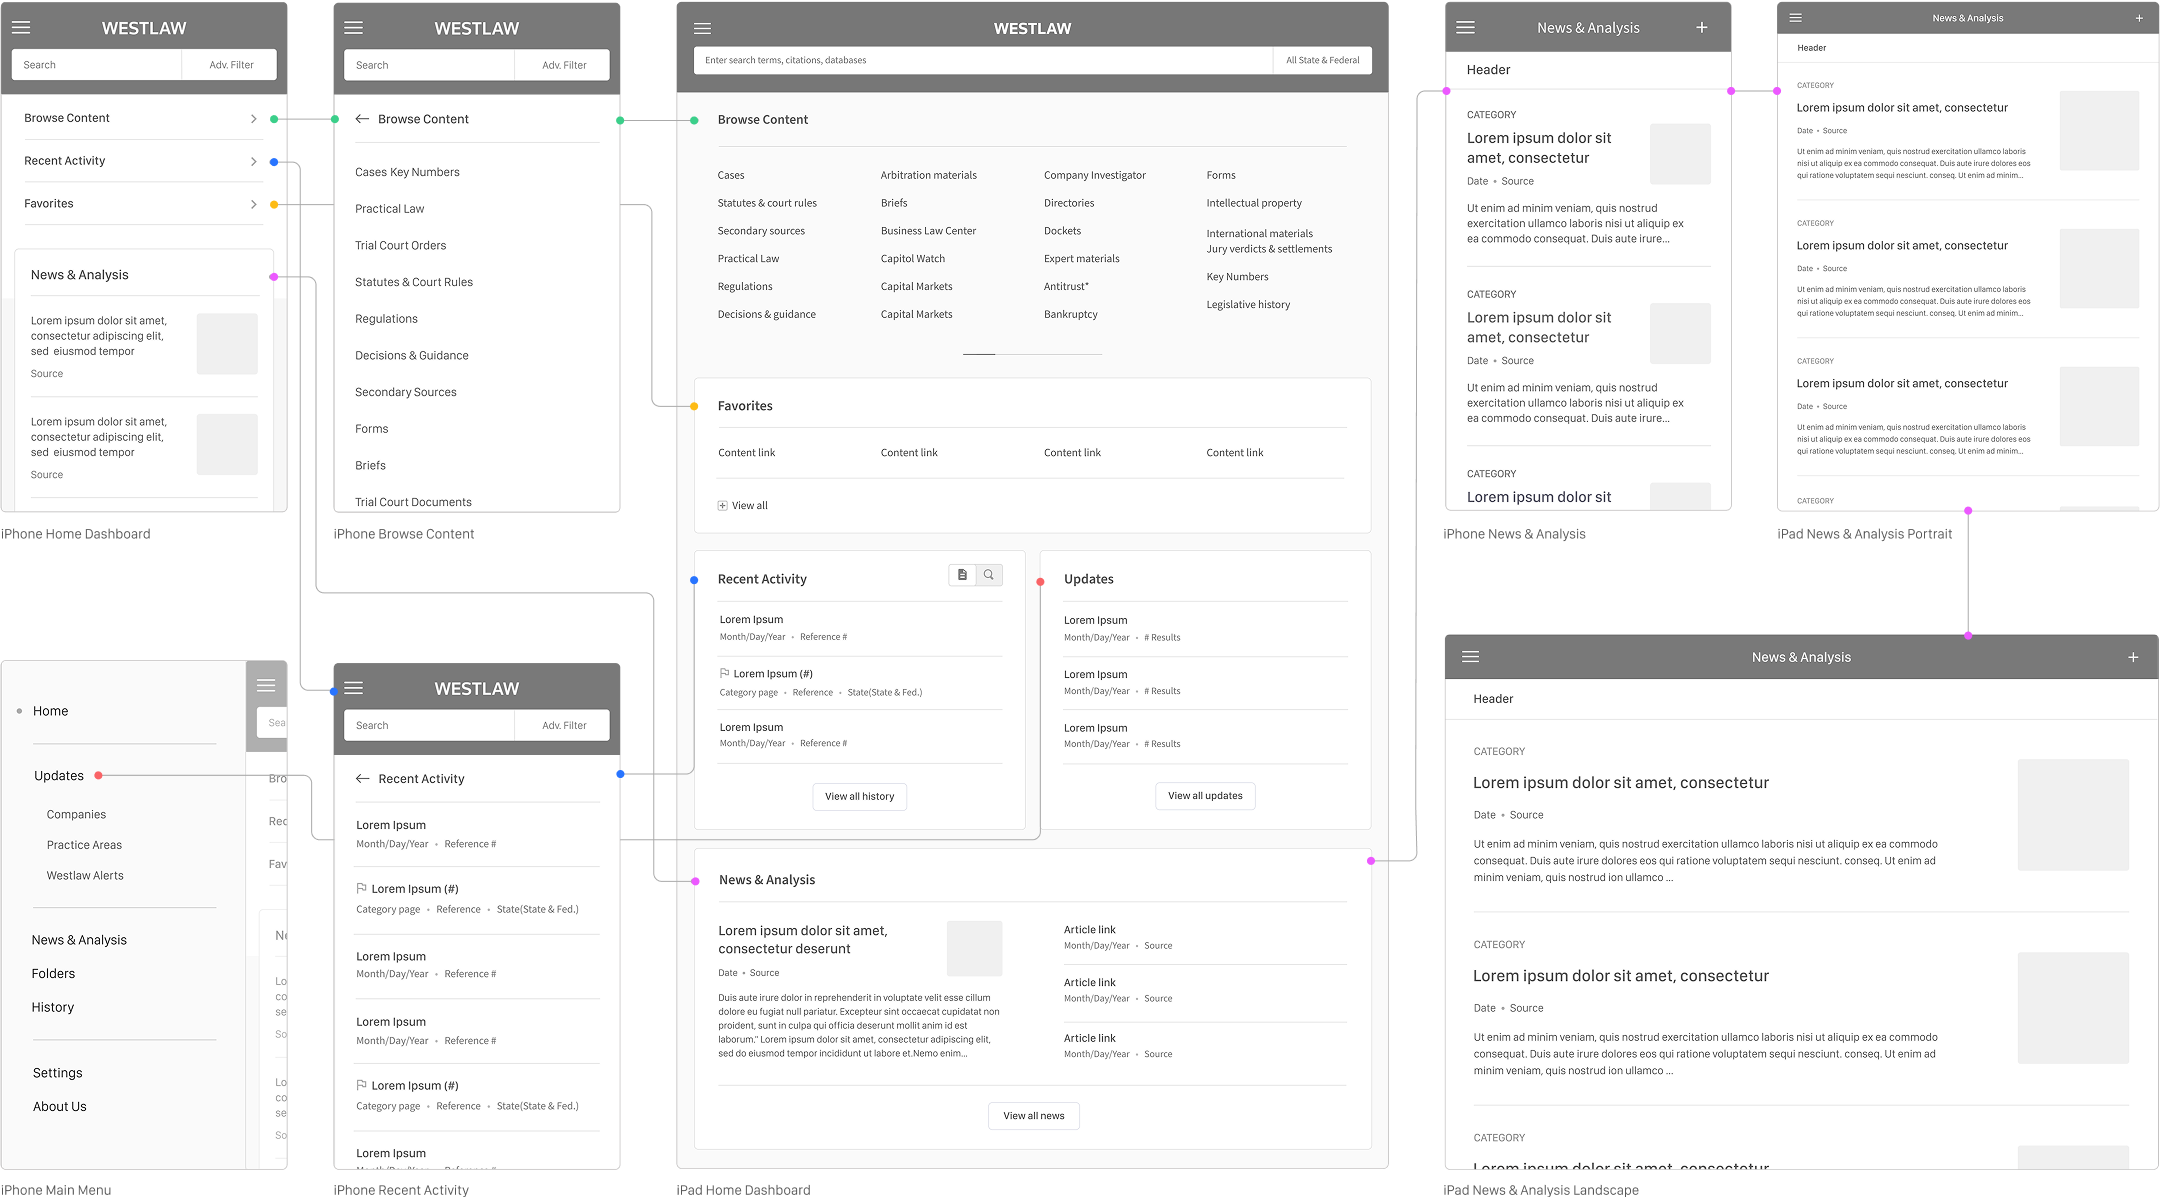 WESTLAW
Search
Adv. Filter
Browse Content
Recent Activity
Favorites
News & Analysis
Lorem ipsum dolor sit amet,
consectetur adipiscing elit,
sed eiusmod tempor
Source
Lorem ipsum dolor sit amet,
consectetur adipiscing elit,
sed eiusmod tempor
Source
iPhone Home Dashboard
WESTLAW
Search
Adv. Filter
Browse Content
Cases Key Numbers
Practical Law
Trial Court Orders
Statutes & Court Rules
Regulations
Decisions & Guidance
Secondary Sources
Forms
Briefs
Trial Court Documents
iPhone Browse Content
Home
Updates
Companies
Practice Areas
Westlaw Alerts
News & Analysis
Folders
History
Settings
About Us
Sea
Bro
Rec
Fav
Ne
Lo
co
se
So
Lo
co
se
So
iPhone Main Menu
WESTLAW
Search
Adv. Filter
Recent Activity
Lorem Ipsum
Month/Day/Year • Reference #
Lorem Ipsum (#)
Category page • Reference • State(State & Fed.)
Lorem Ipsum
Month/Day/Year • Reference #
Lorem Ipsum
Month/Day/Year • Reference #
Lorem Ipsum (#)
Category page • Reference • State(State & Fed.)
Lorem Ipsum
Month/Day/Year • Reference #
iPhone Recent Activity
WESTLAW
Enter search terms, citations, databases
All State & Federal
Browse Content
Cases
Statutes & court rules
Secondary sources
Practical Law
Regulations
Decisions & guidance
Arbitration materials
Briefs
Business Law Center
Capitol Watch
Capital Markets
Capital Markets
Company Investigator
Directories
Dockets
Expert materials
Antitrust*
Bankruptcy
Forms
Intellectual property
International materials
Jury verdicts & settlements
Key Numbers
Legislative history
Favorites
Content link
Content link
Content link
Content link
View all
Recent Activity
Lorem Ipsum
Month/Day/Year • Reference #
Lorem Ipsum (#)
Category page • Reference • State(State & Fed.)
Lorem Ipsum
Month/Day/Year • Reference #
View all history
Updates
Lorem Ipsum
Month/Day/Year • # Results
Lorem Ipsum
Month/Day/Year • # Results
Lorem Ipsum
Month/Day/Year • # Results
View all updates
News & Analysis
Lorem ipsum dolor sit amet,
consectetur deserunt
Date • Source
Duis aute irure dolor in reprehenderit in voluptate velit esse cillum
dolore eu fugiat null pariatur. Excepteur sint occaecat cupidatat non
proident, sunt in culpa qui officia deserunt mollit anim id est
laborum." Lorem ipsum dolor sit amet, consectetur adipiscing elit,
sed do eiusmod tempor incididunt ut labore et.Nemo enim...
Article link
Month/Day/Year • Source
Article link
Month/Day/Year • Source
Article link
Month/Day/Year • Source
View all news
iPad Home Dashboard
News & Analysis
Header
CATEGORY
Lorem ipsum dolor sit
amet, consectetur
Date • Source
Ut enim ad minim veniam, quis nostrud
exercitation ullamco laboris nisi ut aliquip ex
ea commodo consequat. Duis aute irure...
CATEGORY
Lorem ipsum dolor sit
amet, consectetur
Date • Source
Ut enim ad minim veniam, quis nostrud
exercitation ullamco laboris nisi ut aliquip ex
ea commodo consequat. Duis aute irure...
CATEGORY
Lorem ipsum dolor sit
iPhone News & Analysis
News & Analysis
Header
CATEGORY
Lorem ipsum dolor sit amet, consectetur
Date • Source
Ut enim ad minim veniam, quis nostrud exercitation ullamco laboris
nisi ut aliquip ex ea commodo consequat. Duis aute irure dolores eos
qui ratione voluptatem sequi nesciunt. conseq. Ut enim ad minim...
CATEGORY
Lorem ipsum dolor sit amet, consectetur
Date • Source
Ut enim ad minim veniam, quis nostrud exercitation ullamco laboris
nisi ut aliquip ex ea commodo consequat. Duis aute irure dolores eos
qui ratione voluptatem sequi nesciunt. conseq. Ut enim ad minim...
CATEGORY
Lorem ipsum dolor sit amet, consectetur
Date • Source
Ut enim ad minim veniam, quis nostrud exercitation ullamco laboris
nisi ut aliquip ex ea commodo consequat. Duis aute irure dolores eos
qui ratione voluptatem sequi nesciunt. conseq. Ut enim ad minim...
CATEGORY
iPad News & Analysis Portrait
News & Analysis
Header
CATEGORY
Lorem ipsum dolor sit amet, consectetur
Date • Source
Ut enim ad minim veniam, quis nostrud exercitation ullamco laboris nisi ut aliquip ex ea commodo
consequat. Duis aute irure dolores eos qui ratione voluptatem sequi nesciunt. conseq. Ut enim ad
minim veniam, quis nostrud ion ullamco ...
CATEGORY
Lorem ipsum dolor sit amet, consectetur
Date • Source
Ut enim ad minim veniam, quis nostrud exercitation ullamco laboris nisi ut aliquip ex ea commodo
consequat. Duis aute irure dolores eos qui ratione voluptatem sequi nesciunt. conseq. Ut enim ad
minim veniam, quis nostrud ion ullamco ...
CATEGORY
Lorem ipsum dolor sit amet, consectetur
iPad News & Analysis Landscape